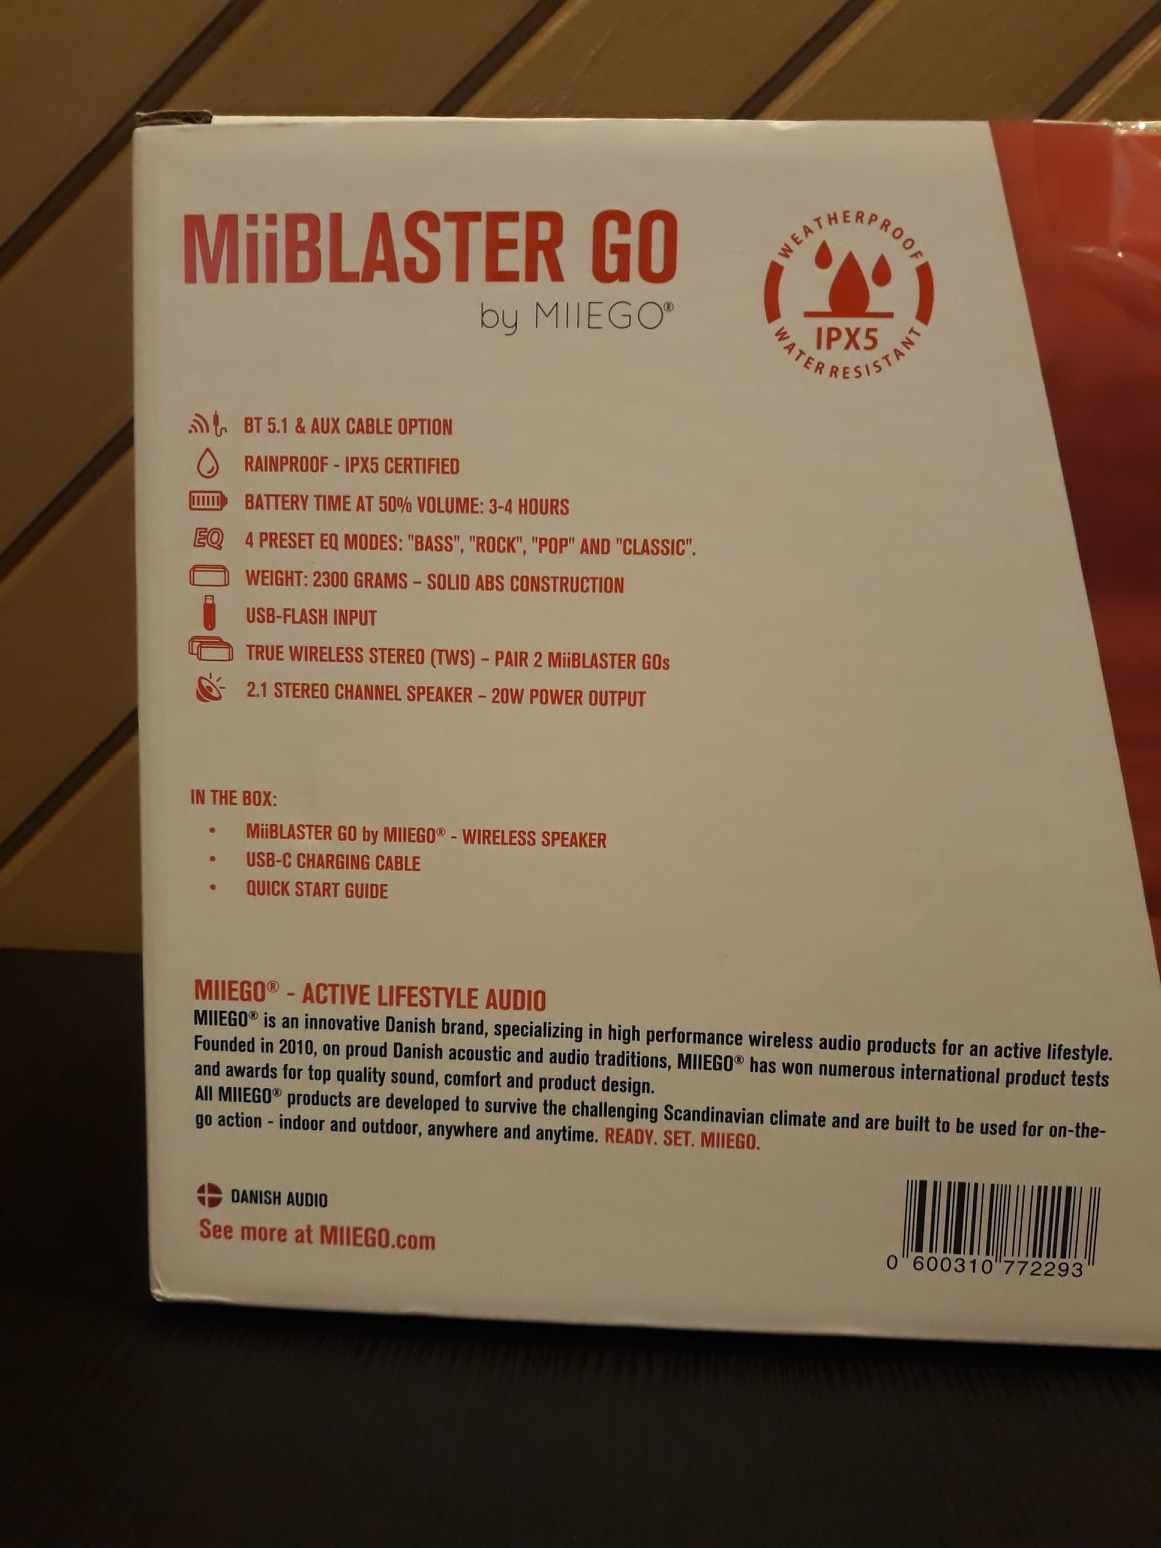 MiiBLASTER GO
by MIIEGO®
WEATHERPROOF
IPX5
WATER RESISTANT
BT 5.1 & AUX CABLE OPTION
RAINPROOF - IPX5 CERTIFIED
BATTERY TIME AT 50% VOLUME: 3-4 HOURS
EQ 4 PRESET EQ MODES: "BASS", "ROCK", "POP" AND "CLASSIC".
WEIGHT: 2300 GRAMS – SOLID ABS CONSTRUCTION
USB-FLASH INPUT
TRUE WIRELESS STEREO (TWS) – PAIR 2 MiiBLASTER GOs
2.1 STEREO CHANNEL SPEAKER – 20W POWER OUTPUT
IN THE BOX:
• MiiBLASTER GO by MIIEGO® - WIRELESS SPEAKER
• USB-C CHARGING CABLE
• QUICK START GUIDE
MIIEGO® - ACTIVE LIFESTYLE AUDIO
MIIEGO® is an innovative Danish brand, specializing in high performance wireless audio products for an active lifestyle.
Founded in 2010, on proud Danish acoustic and audio traditions, MIIEGO® has won numerous international product tests
and awards for top quality sound, comfort and product design.
All MIIEGO® products are developed to survive the challenging Scandinavian climate and are built to be used for on-the-
go action - indoor and outdoor, anywhere and anytime. READY. SET. MIIEGO.
DANISH AUDIO
See more at MIIEGO.com
0 600310 772293